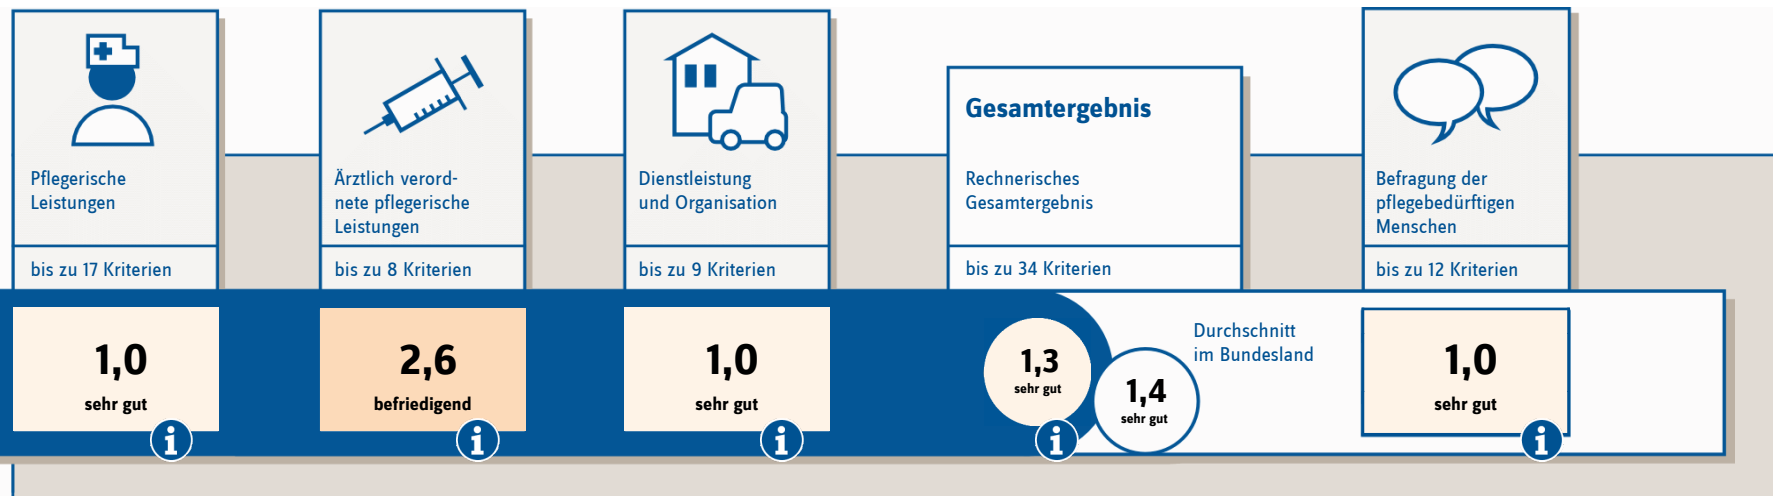 Pflegerische
Leistungen
bis zu 17 Kriterien
1,0
sehr gut
i
Ärztlich verord-
nete pflegerische
Leistungen
bis zu 8 Kriterien
2,6
befriedigend
i
Dienstleistung
und Organisation
bis zu 9 Kriterien
1,0
sehr gut
i
Gesamtergebnis
Rechnerisches
Gesamtergebnis
bis zu 34 Kriterien
1,3
sehr gut
i
1,4
sehr gut
Durchschnitt
im Bundesland
Befragung der
pflegebedürftigen
Menschen
bis zu 12 Kriterien
1,0
sehr gut
i